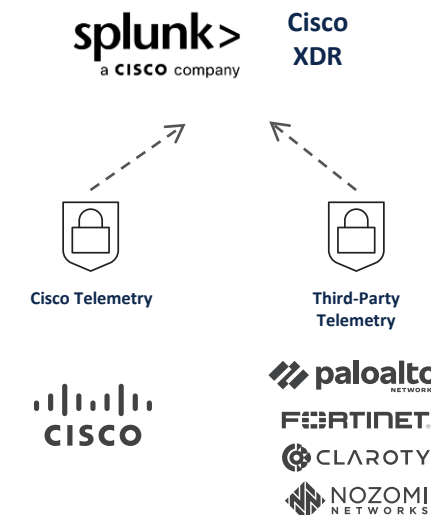 splunk>
a CISCO company
Cisco
XDR
Cisco Telemetry
Third-Party
Telemetry
CISCO
paloalto
NETWORKS
FORTINET
CLAROTY
NOZOMI
NETWORKS